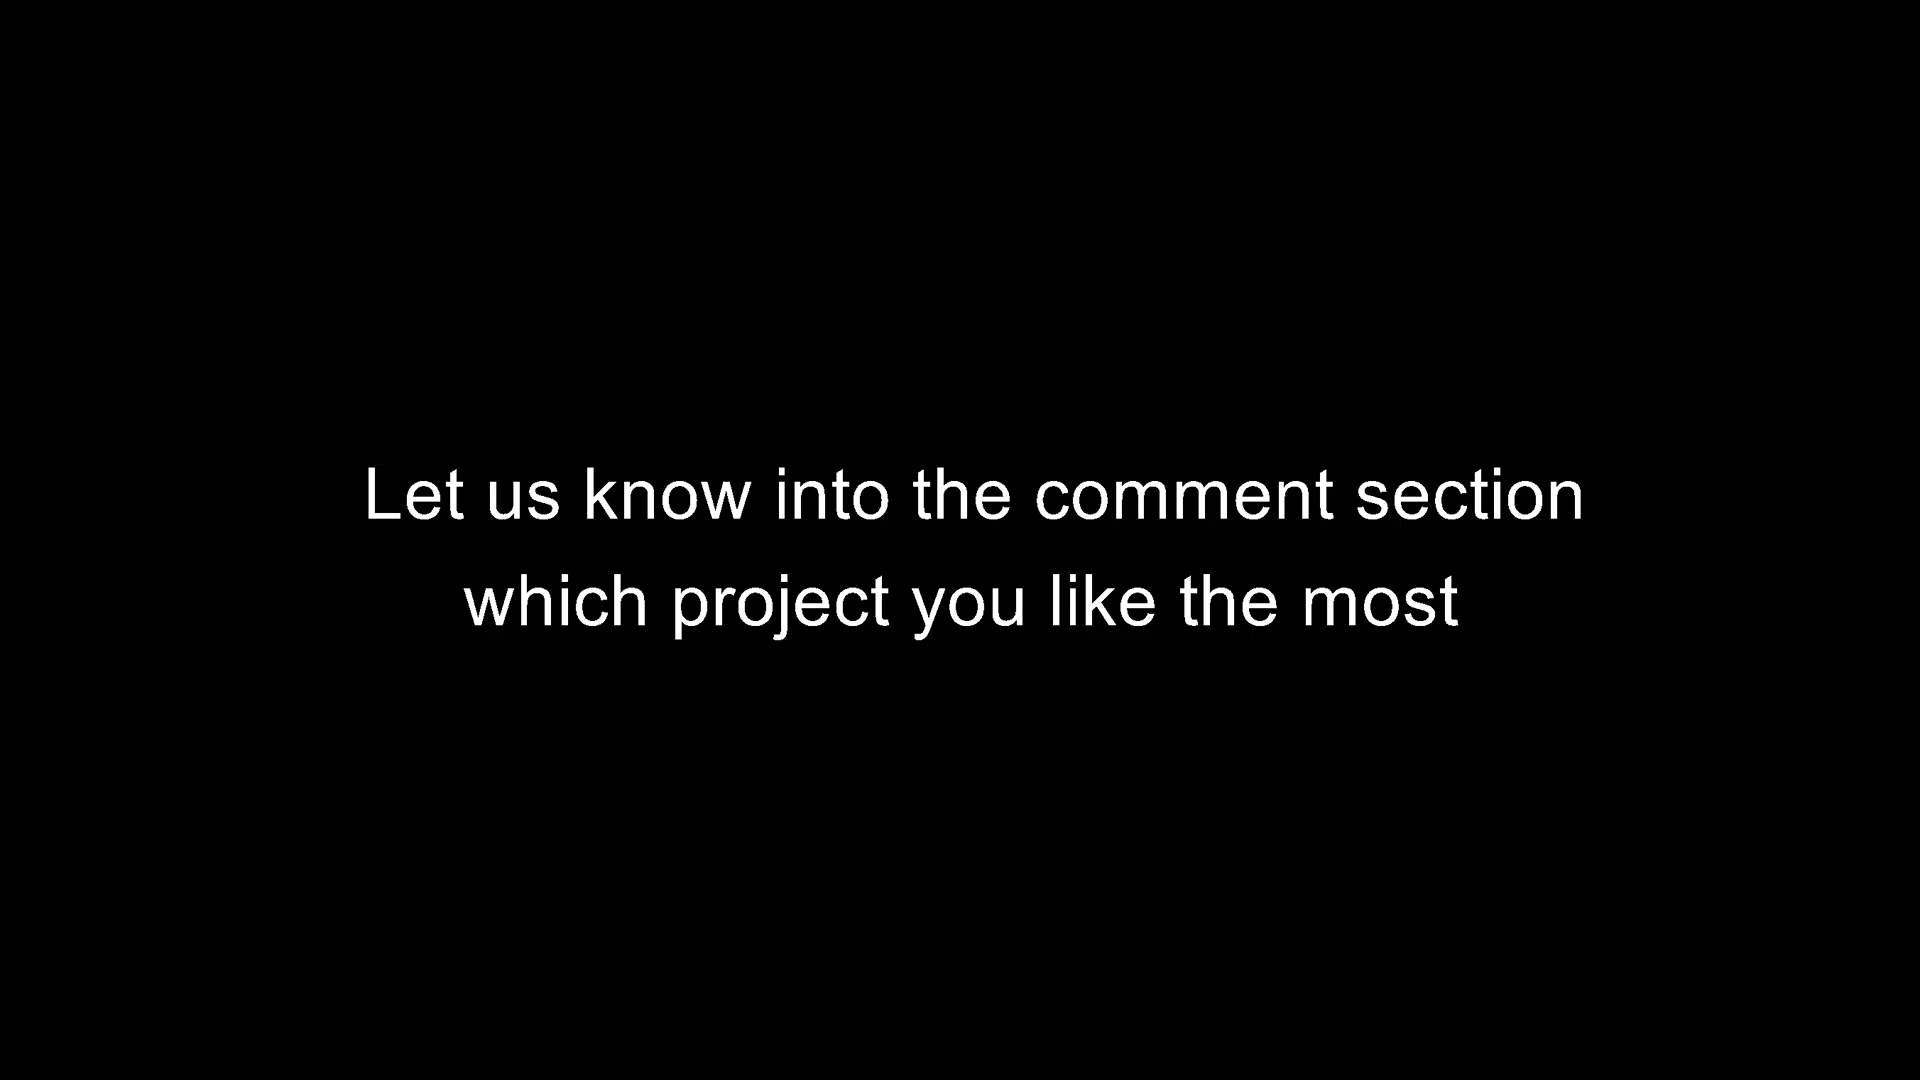 Let us know into the comment section
which project you like the most